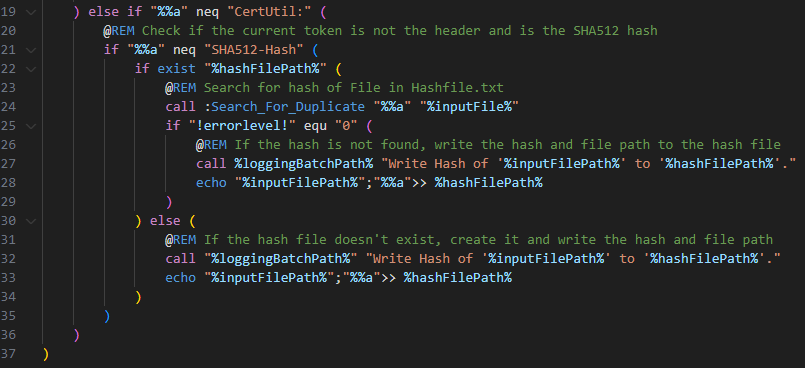 19 ) else if "%%a" neq "CertUtil:" (
20 @REM Check if the current token is not the header and is the SHA512 hash
21 if "%%a" neq "SHA512-Hash" (
22 if exist "%hashFilePath%" (
23 @REM Search for hash of File in Hashfile.txt
24 call :Search_For_Duplicate "%%a" "%inputFile%"
25 if "!errorlevel!" equ "0" (
26 @REM If the hash is not found, write the hash and file path to the hash file
27 call %loggingBatchPath% "Write Hash of '%inputFilePath%' to '%hashFilePath%'."
28 echo "%inputFilePath%";"%%a">> %hashFilePath%
29 )
30 ) else (
31 @REM If the hash file doesn't exist, create it and write the hash and file path
32 call "%loggingBatchPath%" "Write Hash of '%inputFilePath%' to '%hashFilePath%'."
33 echo "%inputFilePath%";"%%a">> %hashFilePath%
34 )
35 )
36 )
37 )